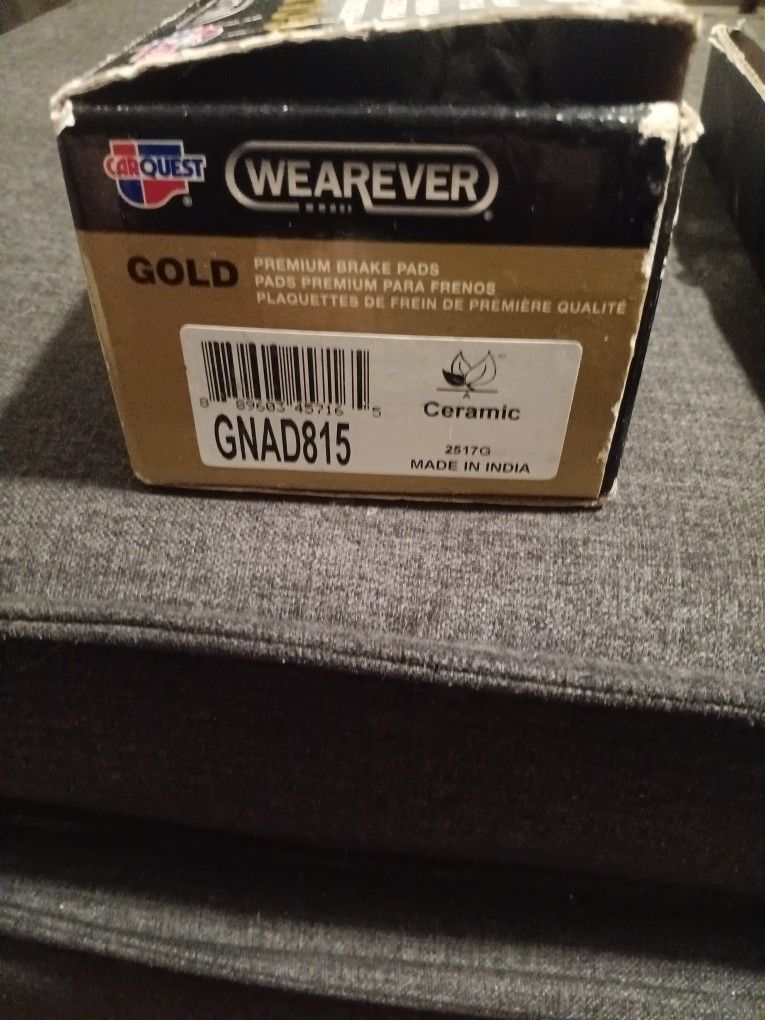 CARQUEST
WEAREVER
GOLD
PREMIUM BRAKE PADS
PADS PREMIUM PARA FRENOS
PLAQUETTES DE FREIN DE PREMIÈRE QUALITÉ
8 89603 45716 5
GNAD815
Ceramic
2517G
MADE IN INDIA